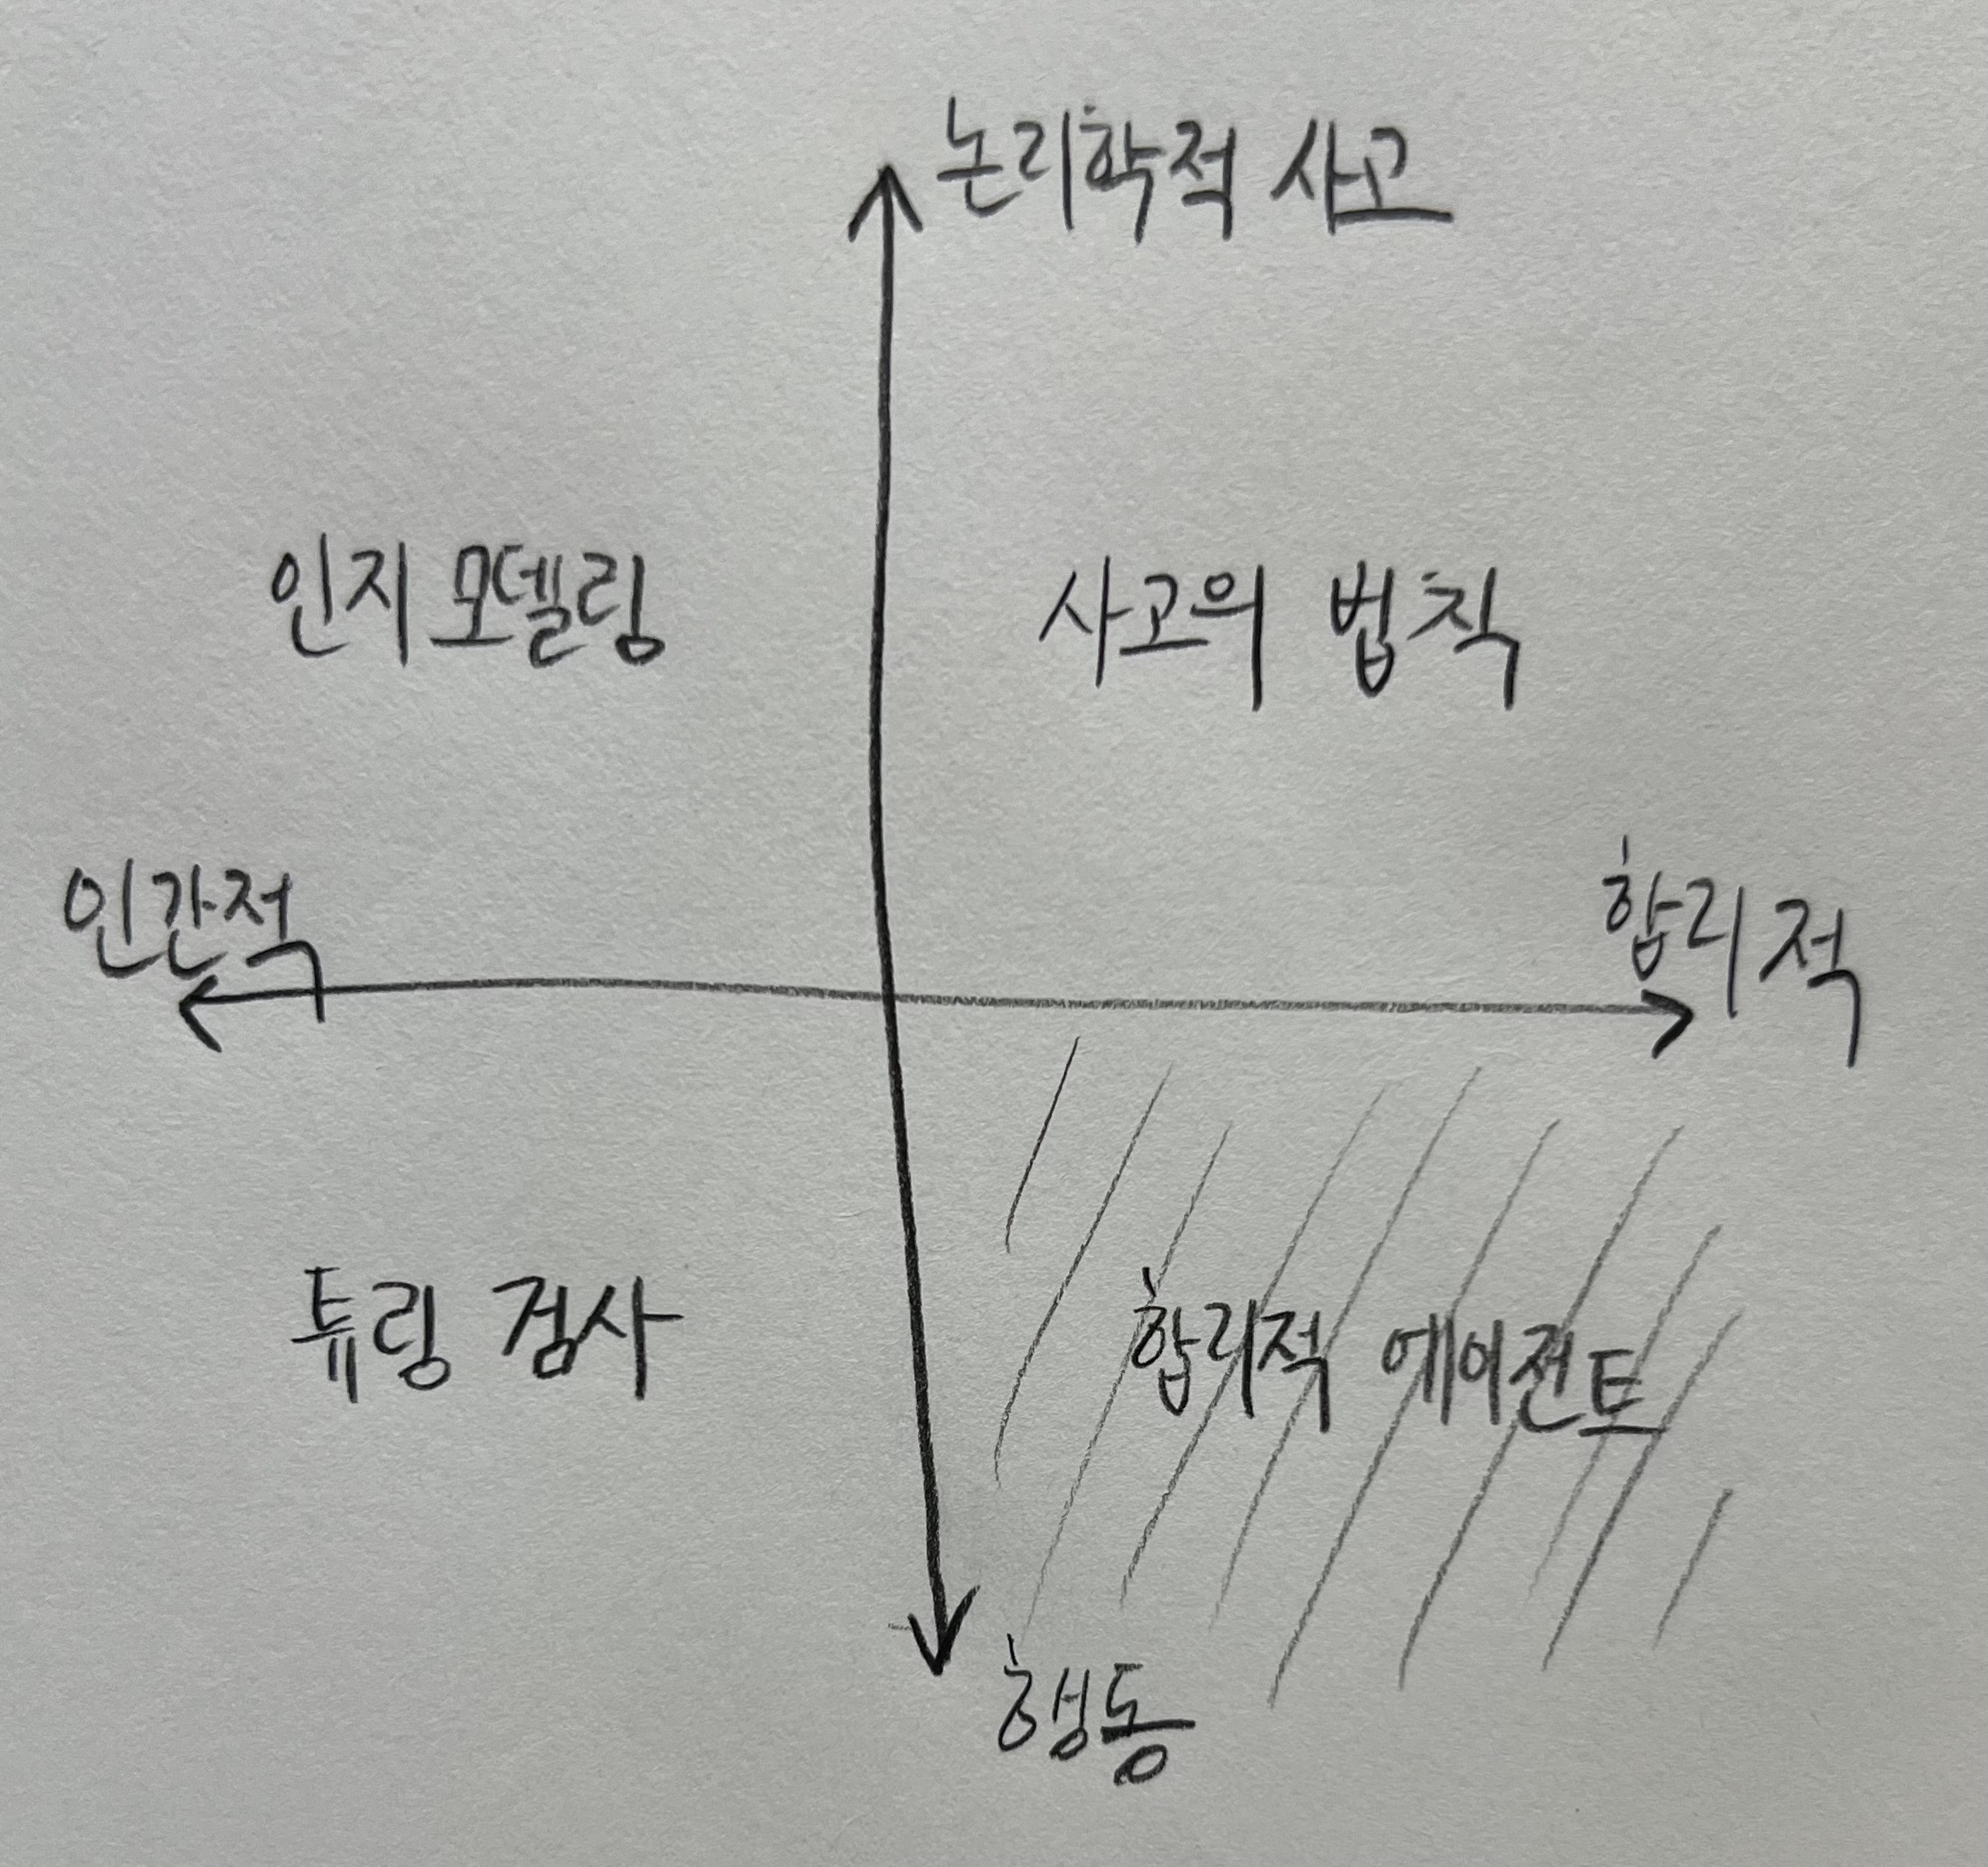 논리학적 사고
인지 모델링
사고의 법칙
인간적
합리적
튜링 검사
합리적 에이전트
행동